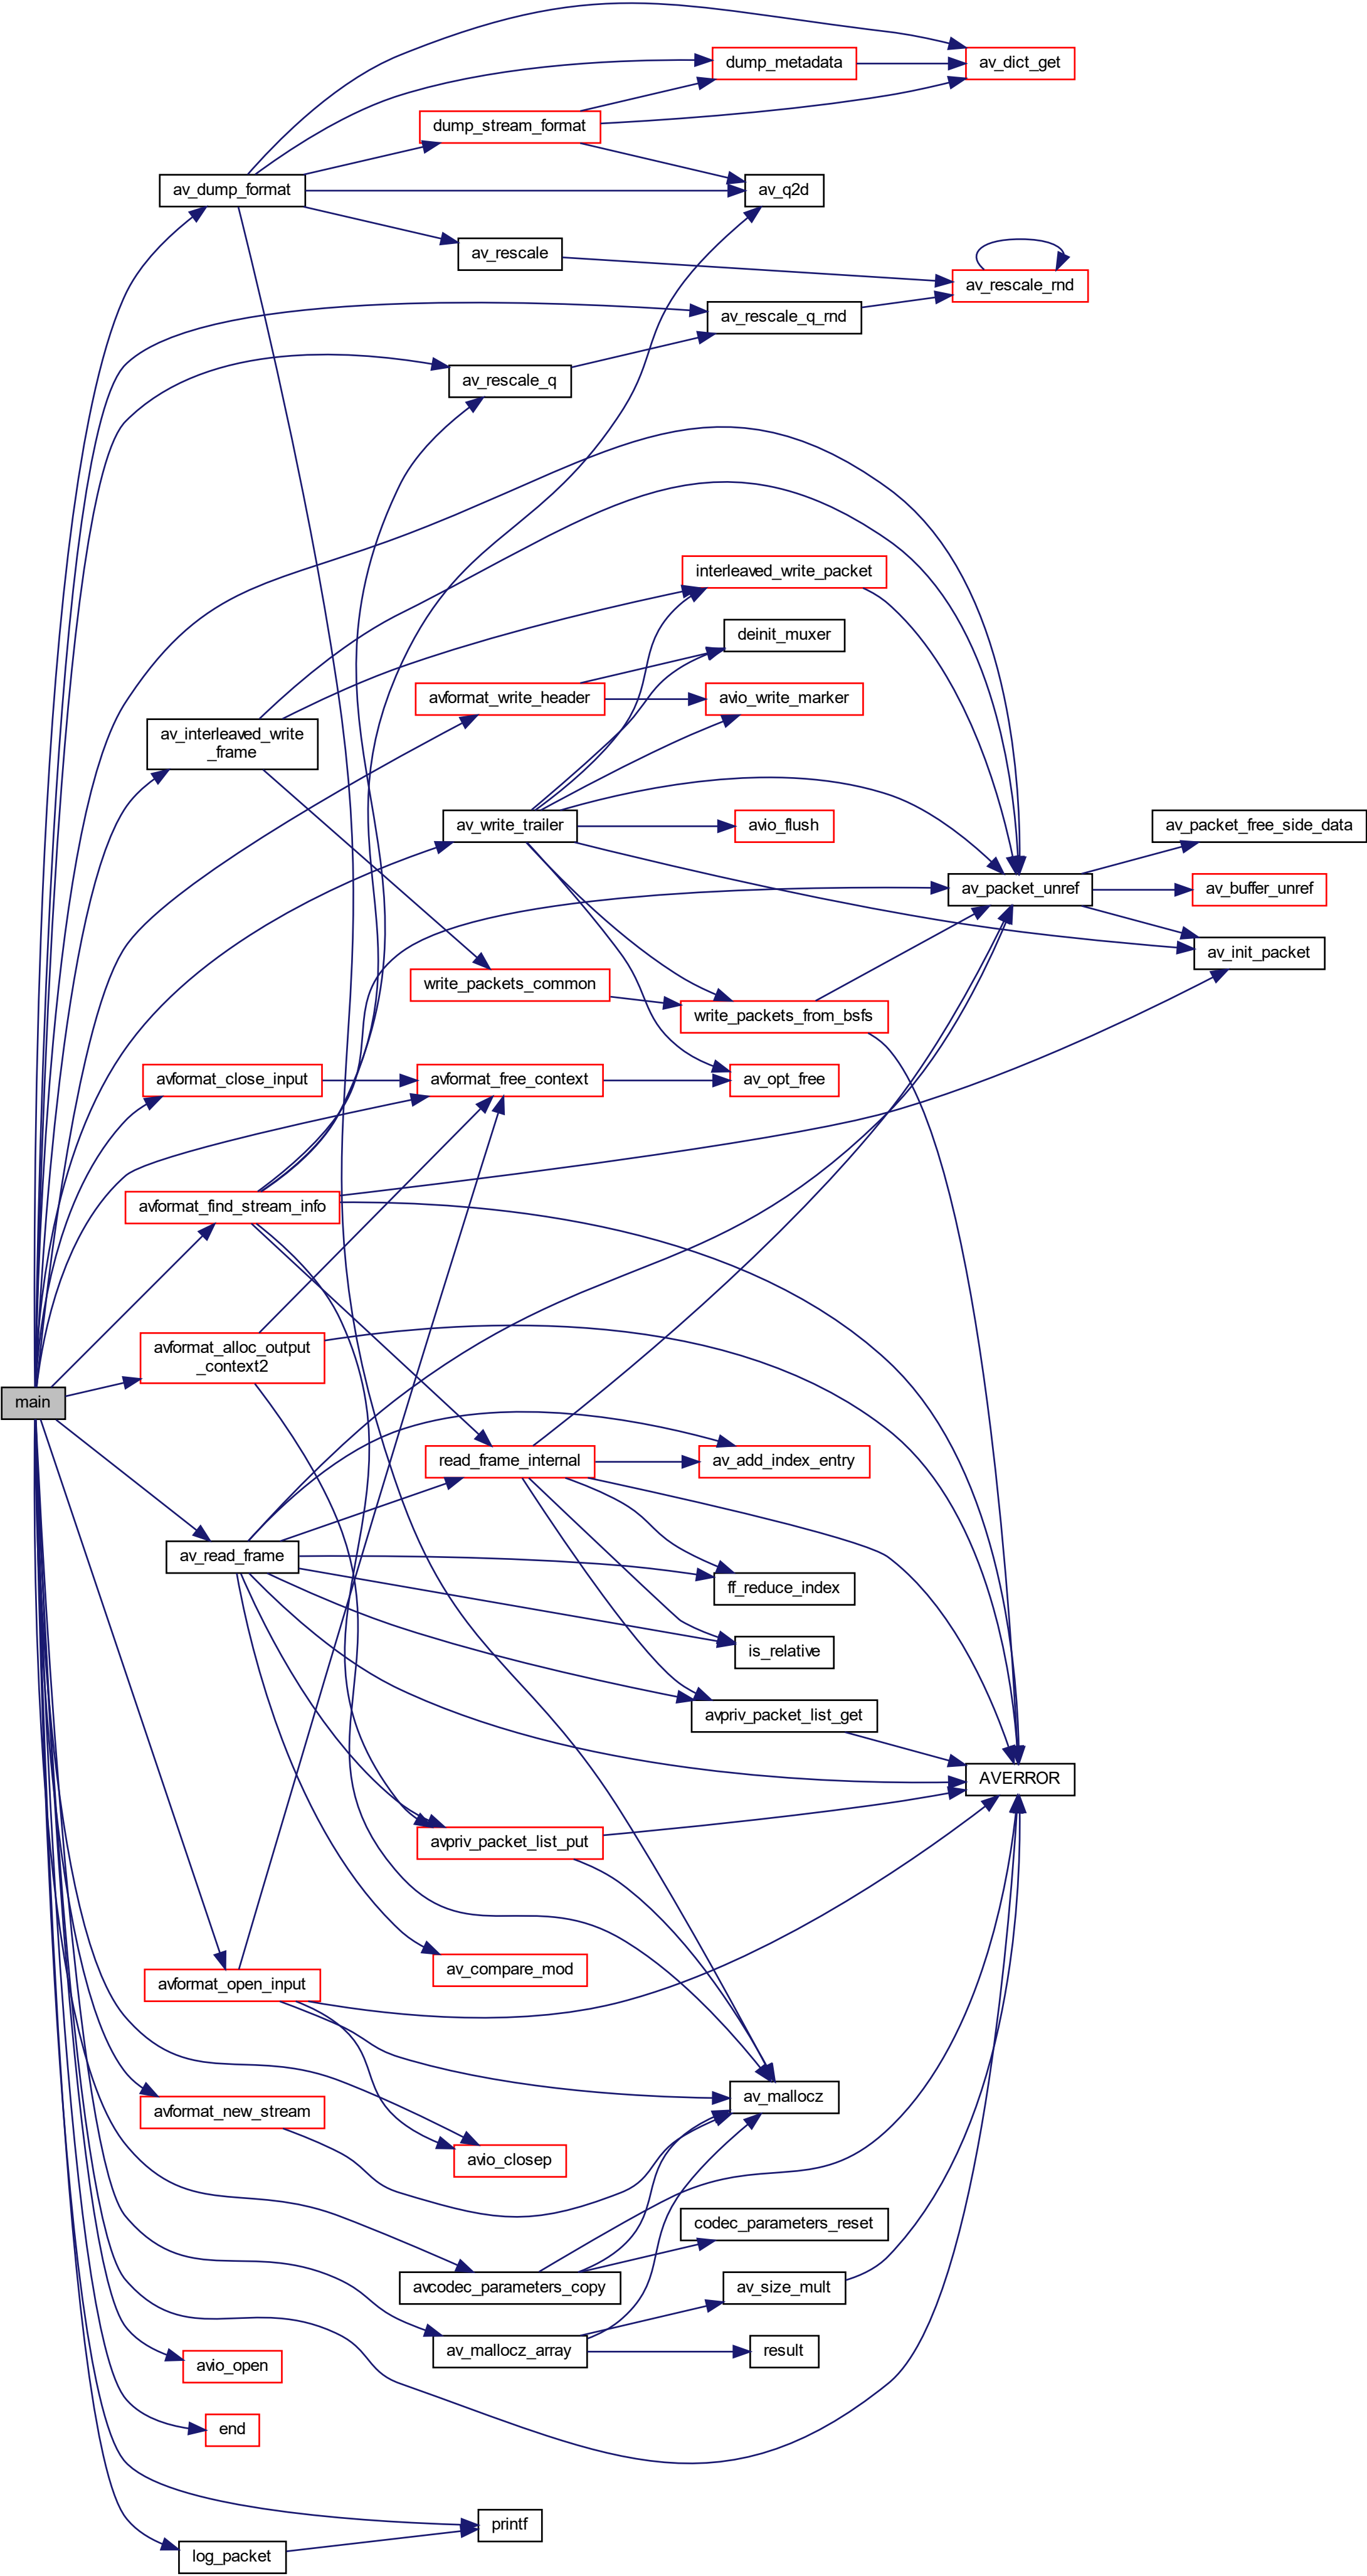 dump_metadata
av_dict_get
dump_stream_format
av_dump_format
av_q2d
av_rescale
av_rescale_rnd
av_rescale_q_rnd
av_rescale_q
interleaved_write_packet
deinit_muxer
avformat_write_header
avio_write_marker
av_interleaved_write
_frame
av_write_trailer
avio_flush
av_packet_free_side_data
av_packet_unref
av_buffer_unref
av_init_packet
write_packets_common
write_packets_from_bsfs
avformat_close_input
avformat_free_context
av_opt_free
avformat_find_stream_info
avformat_alloc_output
_context2
main
read_frame_internal
av_add_index_entry
av_read_frame
ff_reduce_index
is_relative
avpriv_packet_list_get
AVERROR
avpriv_packet_list_put
av_compare_mod
avformat_open_input
av_mallocz
avformat_new_stream
avio_closep
codec_parameters_reset
avcodec_parameters_copy
av_size_mult
av_mallocz_array
result
avio_open
end
printf
log_packet